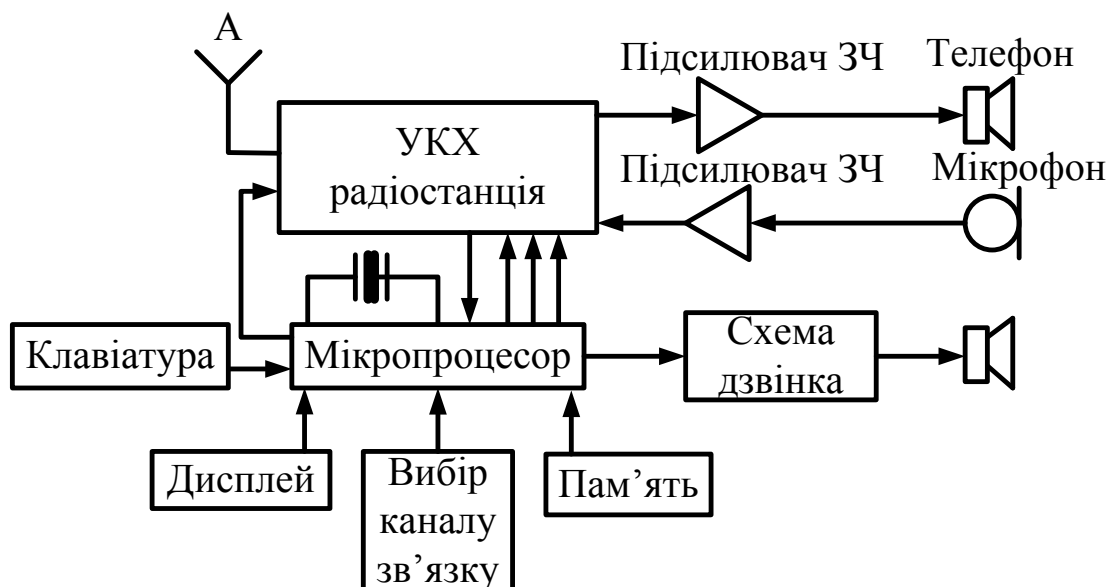 А
Підсилювач ЗЧ
Телефон
УКХ
радіостанція
Підсилювач ЗЧ
Мікрофон
Клавіатура
Мікропроцесор
Схема
дзвінка
Дисплей
Вибір
каналу
зв’язку
Пам’ять